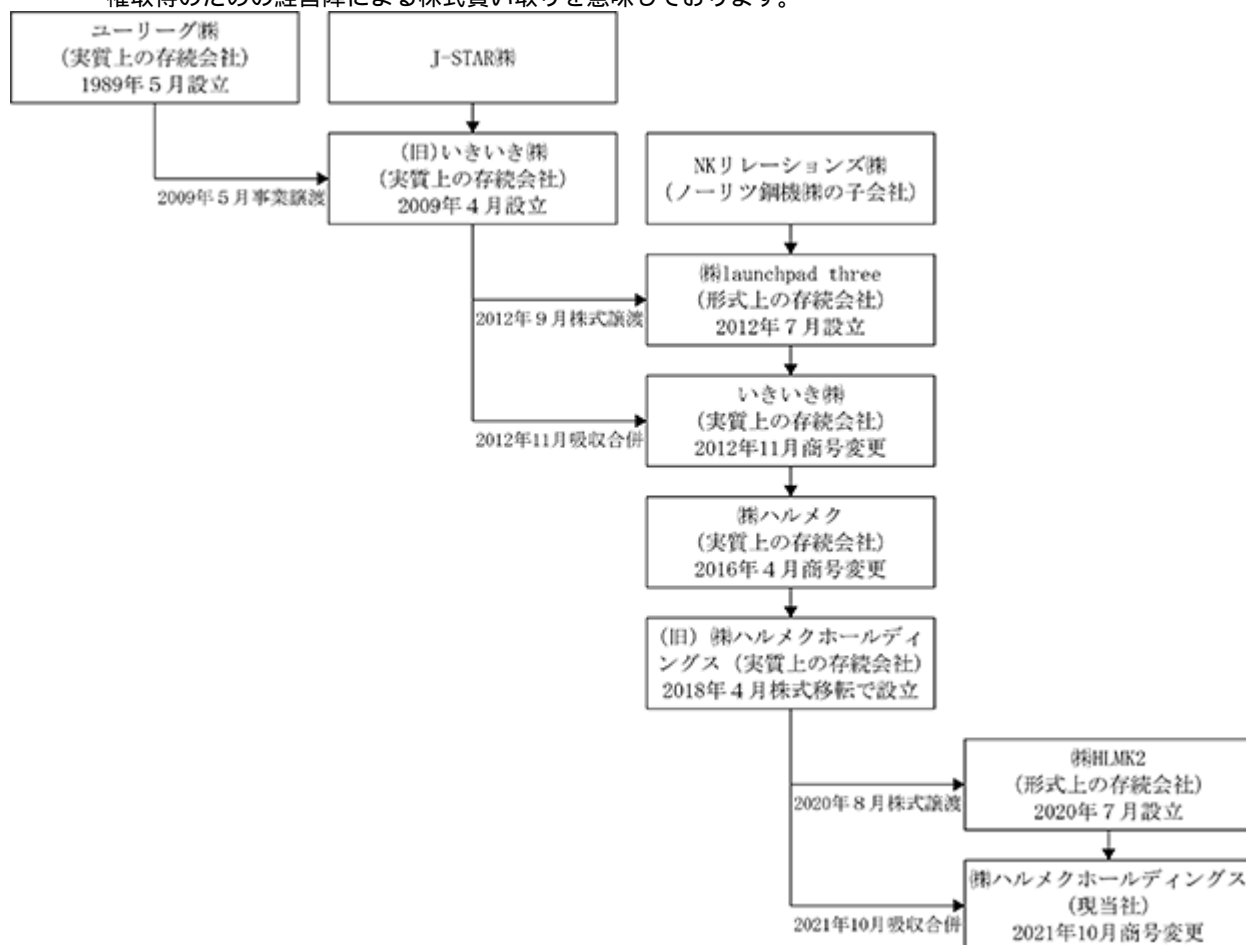 権取得のための経営陣による株式買い取りを意味しております。
ユーリーグ㈱
(実質上の存続会社)
1989年5月設立
J-STAR㈱
(旧)いきいき㈱
(実質上の存続会社)
2009年4月設立
2009年5月事業譲渡
NKリレーションズ㈱
(ノーリツ鋼機㈱の子会社)
㈱launchpad three
(形式上の存続会社)
2012年7月設立
2012年9月株式譲渡
いきいき㈱
(実質上の存続会社)
2012年11月商号変更
2012年11月吸収合併
㈱ハルメク
(実質上の存続会社)
2016年4月商号変更
(旧)㈱ハルメクホールディ
ングス(実質上の存続会社)
2018年4月株式移転で設立
㈱HLMK2
(形式上の存続会社)
2020年7月設立
2020年8月株式譲渡
㈱ハルメクホールディングス
(現当社)
2021年10月商号変更
2021年10月吸収合併